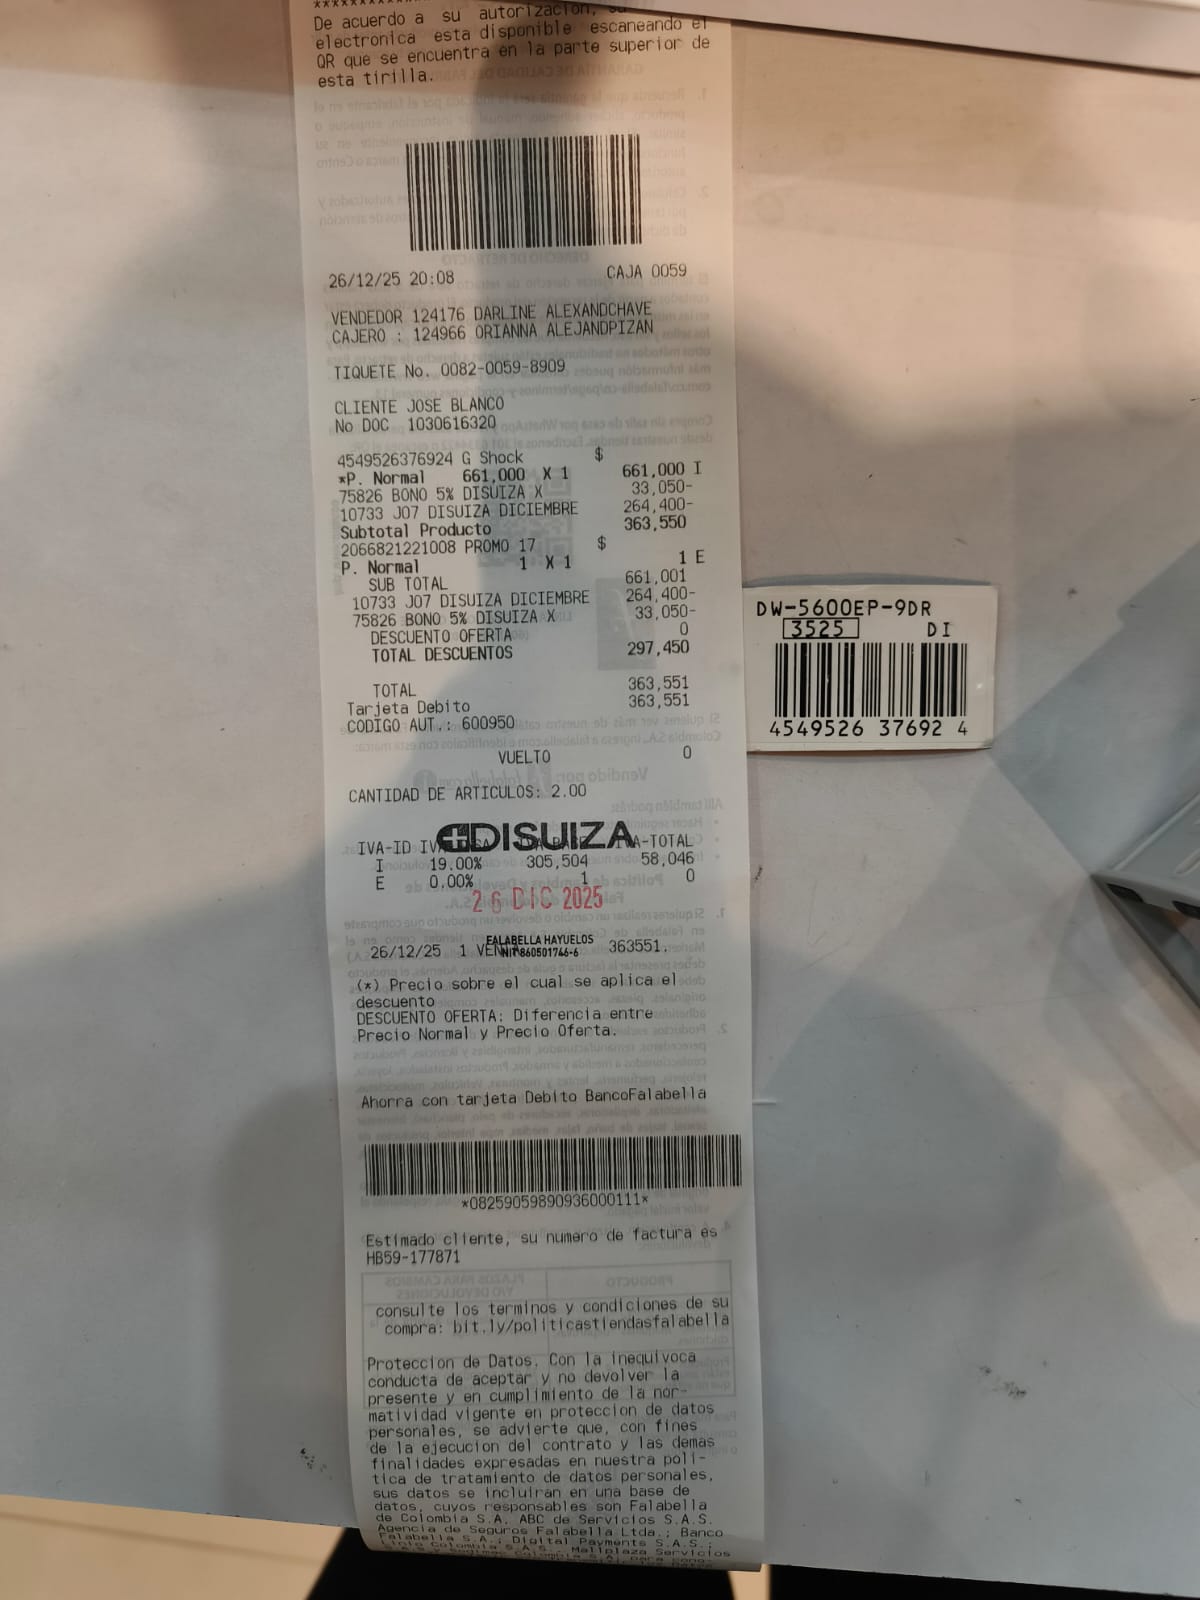 De acuerdo a su autorizacion, su
electronica esta disponible escaneando el
QR que se encuentra en la parte superior de
esta tirilla.
26/12/25 20:08 CAJA 0059
VENDEDOR 124176 DARLINE ALEXANDCHAVE
CAJERO : 124966 ORIANNA ALEJANDPIZAN
TIQUETE No. 0082-0059-8909
CLIENTE JOSE BLANCO
No DOC 1030616320
4549526376924 G Shock $
*P. Normal 661,000 X 1 661,000 I
75826 BONO 5% DISUIZA X 33,050-
10733 J07 DISUIZA DICIEMBRE 264,400-
Subtotal Producto 363,550
2066821221008 PROMO 17 $
P. Normal 1 X 1 1 E
SUB TOTAL 661,001
10733 J07 DISUIZA DICIEMBRE 264,400-
75826 BONO 5% DISUIZA X 33,050-
DESCUENTO OFERTA 0
TOTAL DESCUENTOS 297,450
TOTAL 363,551
Tarjeta Debito 363,551
CODIGO AUT.: 600950
VUELTO 0
CANTIDAD DE ARTICULOS: 2.00
DISUIZA
IVA-ID -TOTAL
I 19.00% 305,504 58,046
E 0.00% 1 0
26 DIC 2025
FALABELLA HAYUELOS
NIT 860501746-6
26/12/25 1 363551.
(*) Precio sobre el cual se aplica el
descuento
DESCUENTO OFERTA: Diferencia entre
Precio Normal y Precio Oferta.
Ahorra con tarjeta Debito BancoFalabella
*08259059890936000111*
Estimado cliente, su numero de factura es
HB59-177871
consulte los terminos y condiciones de su
compra: bit.ly/politicastiendasfalabella
Proteccion de Datos. Con la inequivoca
conducta de aceptar y no devolver la
presente y en cumplimiento de la nor-
matividad vigente en proteccion de datos
personales, se advierte que, con fines
de la ejecucion del contrato y las demas
finalidades expresadas en nuestra poli-
tica de tratamiento de datos personales,
sus datos se incluiran en una base de
datos, cuyos responsables son Falabella
de Colombia S.A. ABC de Servicios S.A.S.
Agencia de Seguros Falabella Ltda.; Banco
Falabella S.A.; Digital Payments S.A.S.;
Colombia S.A.S.. Mallplaza Servicios
DW-5600EP-9DR
3525 DI
4549526 37692 4